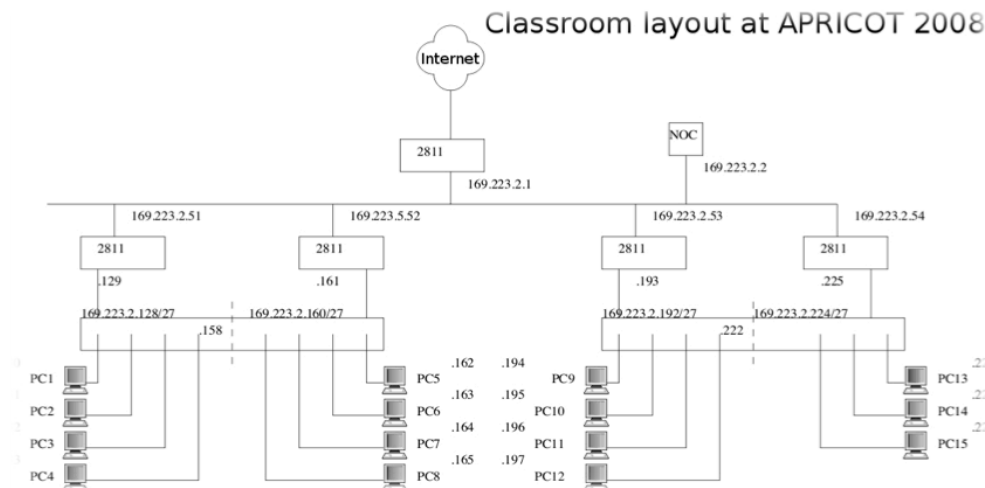 Classroom layout at APRICOT 2008
Internet
2811
NOC
169.223.2.2
169.223.2.1
169.223.2.51
169.223.5.52
169.223.2.53
169.223.2.54
2811
2811
2811
2811
.129
.161
.193
.225
169.223.2.128/27
169.223.2.160/27
169.223.2.192/27
169.223.2.224/27
.158
.222
.162
.194
PC1
PC5
PC9
PC13
.163
.195
PC2
PC6
PC10
PC14
.164
.196
PC3
PC7
PC11
PC15
.165
.197
PC4
PC8
PC12